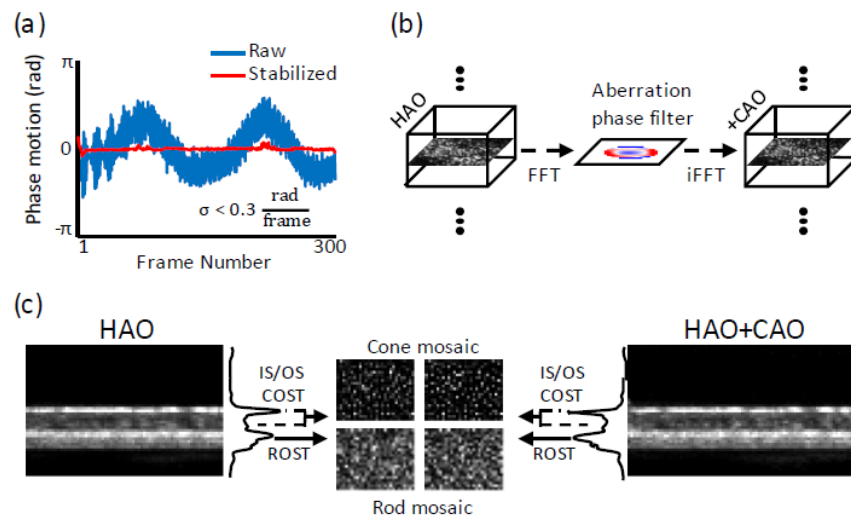 (a)
Raw
Stabilized
π
0
-π
Phase motion (rad)
σ < 0.3 rad/frame
1
300
Frame Number
(b)
HAO
FFT
Aberration
phase filter
iFFT
+CAO
(c)
HAO
IS/OS
COST
ROST
Cone mosaic
Rod mosaic
HAO+CAO
IS/OS
COST
ROST